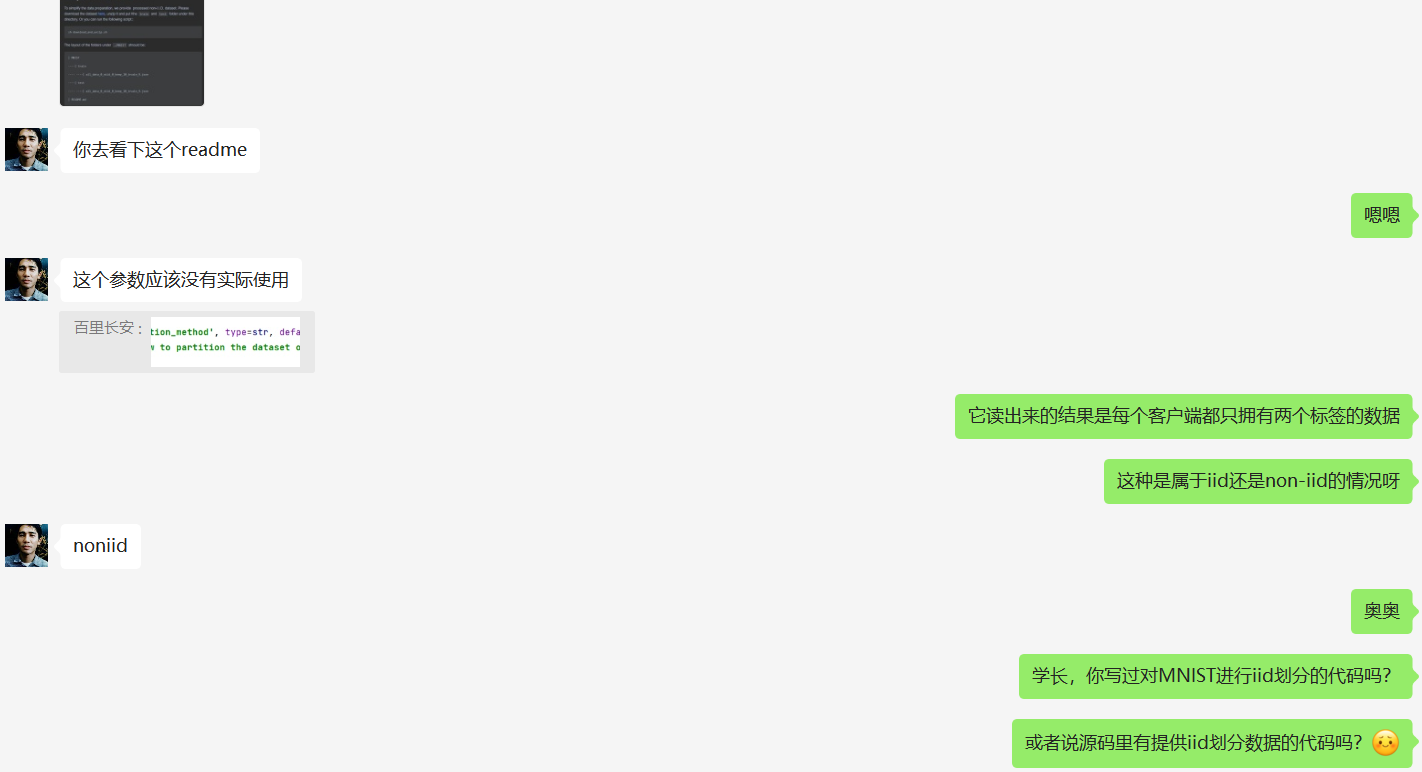 你去看下这个readme
嗯嗯
这个参数应该没有实际使用
百里长安：
tion_method', type=str, defa
to partition the dataset o
它读出来的结果是每个客户端都只拥有两个标签的数据
这种是属于iid还是non-iid的情况呀
noniid
奥奥
学长，你写过对MNIST进行iid划分的代码吗？
或者说源码里有提供iid划分数据的代码吗？